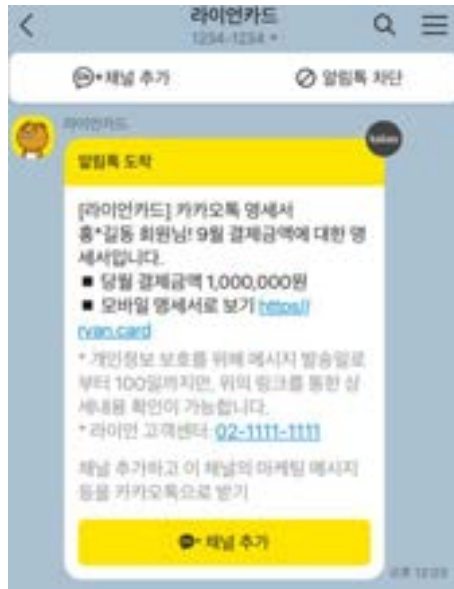 라이언카드
1234-1234
채널 추가
알림톡 차단
라이언카드
kakao
알림톡 도착
[라이언카드] 카카오톡 명세서
홍*길동 회원님! 9월 결제금액에 대한 명
세서입니다.
■ 당월 결제금액 1,000,000원
■ 모바일 명세서로 보기 https//
ryan.card
* 개인정보 보호를 위해 메시지 발송일로
부터 100일까지만, 위의 링크를 통한 상
세내용 확인이 가능합니다.
* 라이언 고객센터 02-1111-1111
채널 추가하고 이 채널의 마케팅 메시지
등을 카카오톡으로 받기
채널 추가